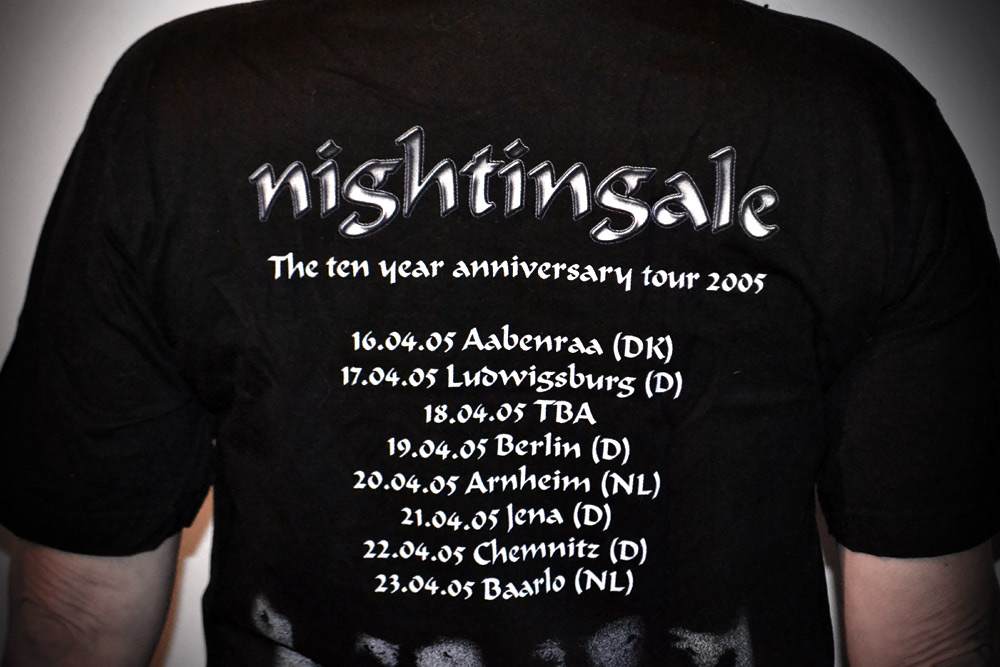 nightingale
The ten year anniversary tour 2005
16.04.05 Aabenraa (DK)
17.04.05 Ludwigsburg (D)
18.04.05 TBA
19.04.05 Berlin (D)
20.04.05 Arnheim (NL)
21.04.05 Jena (D)
22.04.05 Chemnitz (D)
23.04.05 Baarlo (NL)